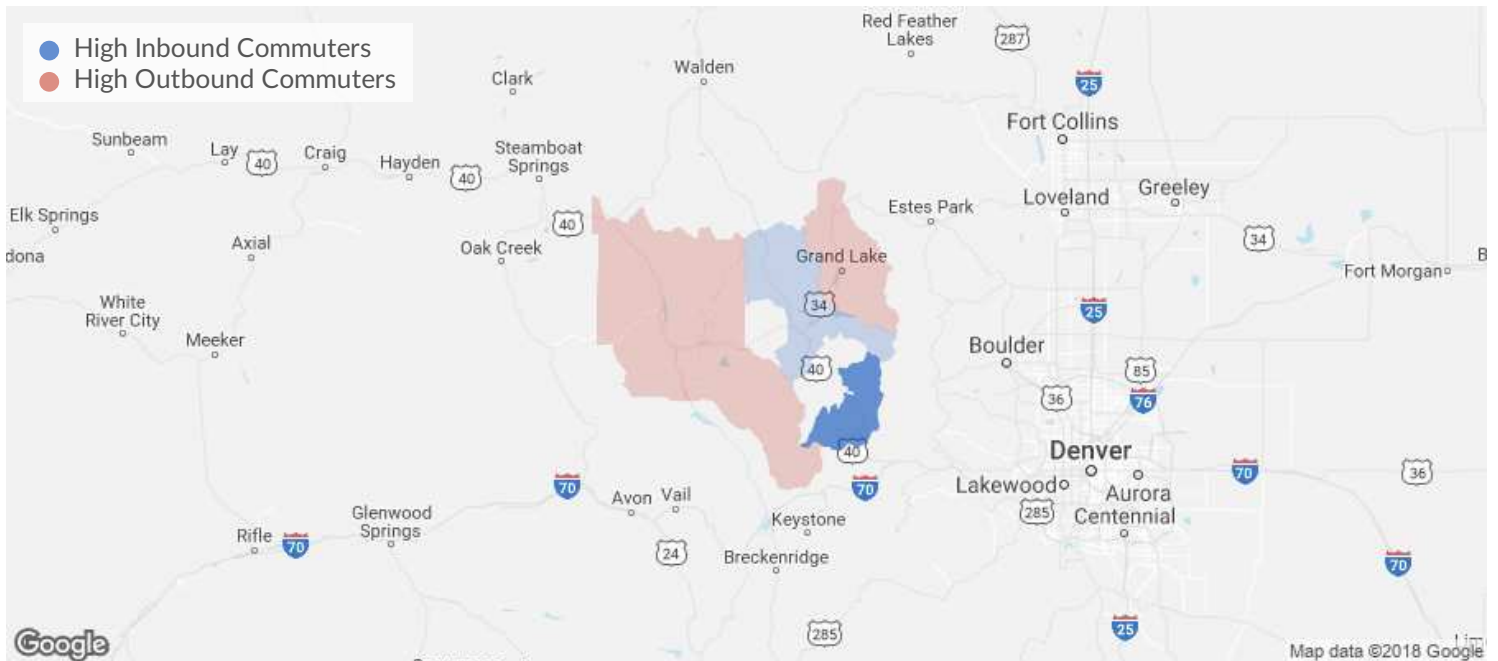 High Inbound Commuters
High Outbound Commuters
Red Feather
Lakes
287
Walden
Clark
25
Fort Collins
Sunbeam
Lay
40
Craig
Hayden
40
Steamboat
Springs
Greeley
Loveland
Estes Park
Elk Springs
40
34
Axial
Oak Creek
dona
Grand Lake
B
Fort Morgan
White
River City
34
25
Meeker
Boulder
40
85
36
76
40
Denver
70
36
70
70
Lakewood
Aurora
Avon
Vail
285
Centennial
Glenwood
Springs
Keystone
Rifle
70
24
Breckenridge
70
285
25
Google
Map data ©2018 Google